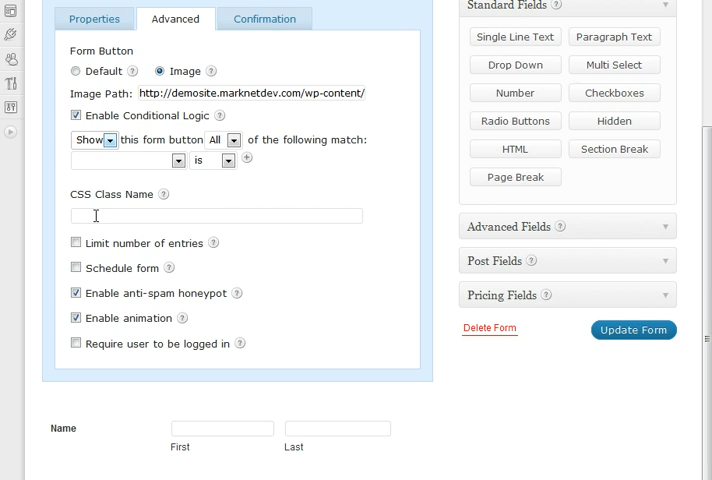 Properties
Advanced
Confirmation
Form Button
Default ? Image ?
Image Path: http://demosite.marknetdev.com/wp-content/
Enable Conditional Logic ?
Show this form button All of the following match:
is
CSS Class Name ?
Limit number of entries ?
Schedule form ?
Enable anti-spam honeypot ?
Enable animation ?
Require user to be logged in ?
Name
First Last
Standard Fields ?
Single Line Text Paragraph Text
Drop Down Multi Select
Number Checkboxes
Radio Buttons Hidden
HTML Section Break
Page Break
Advanced Fields ?
Post Fields ?
Pricing Fields ?
Delete Form Update Form